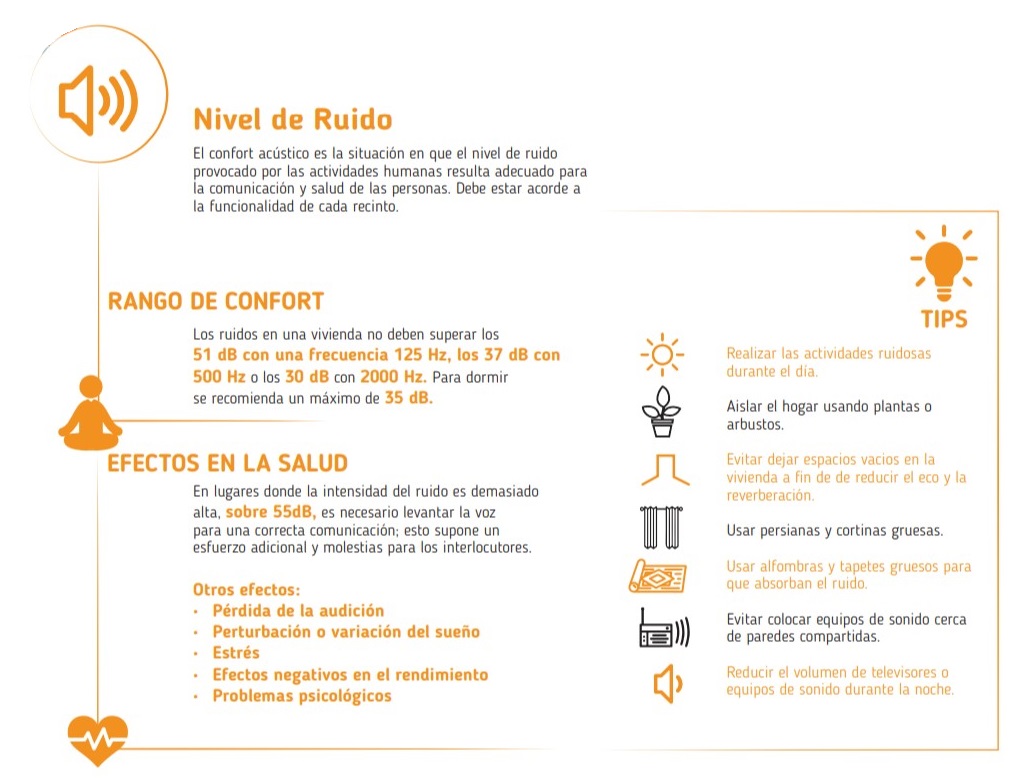 Nivel de Ruido
El confort acústico es la situación en que el nivel de ruido
provocado por las actividades humanas resulta adecuado para
la comunicación y salud de las personas. Debe estar acorde a
la funcionalidad de cada recinto.
RANGO DE CONFORT
Los ruidos en una vivienda no deben superar los
51 dB con una frecuencia 125 Hz, los 37 dB con
500 Hz o los 30 dB con 2000 Hz. Para dormir
se recomienda un máximo de 35 dB.
EFECTOS EN LA SALUD
En lugares donde la intensidad del ruido es demasiado
alta, sobre 55dB, es necesario levantar la voz
para una correcta comunicación; esto supone un
esfuerzo adicional y molestias para los interlocutores.
Otros efectos:
• Pérdida de la audición
• Perturbación o variación del sueño
• Estrés
• Efectos negativos en el rendimiento
• Problemas psicológicos
TIPS
Realizar las actividades ruidosas
durante el día.
Aislar el hogar usando plantas o
arbustos.
Evitar dejar espacios vacios en la
vivienda a fin de de reducir el eco y la
reverberación.
Usar persianas y cortinas gruesas.
Usar alfombras y tapetes gruesos para
que absorban el ruido.
Evitar colocar equipos de sonido cerca
de paredes compartidas.
Reducir el volumen de televisores o
equipos de sonido durante la noche.